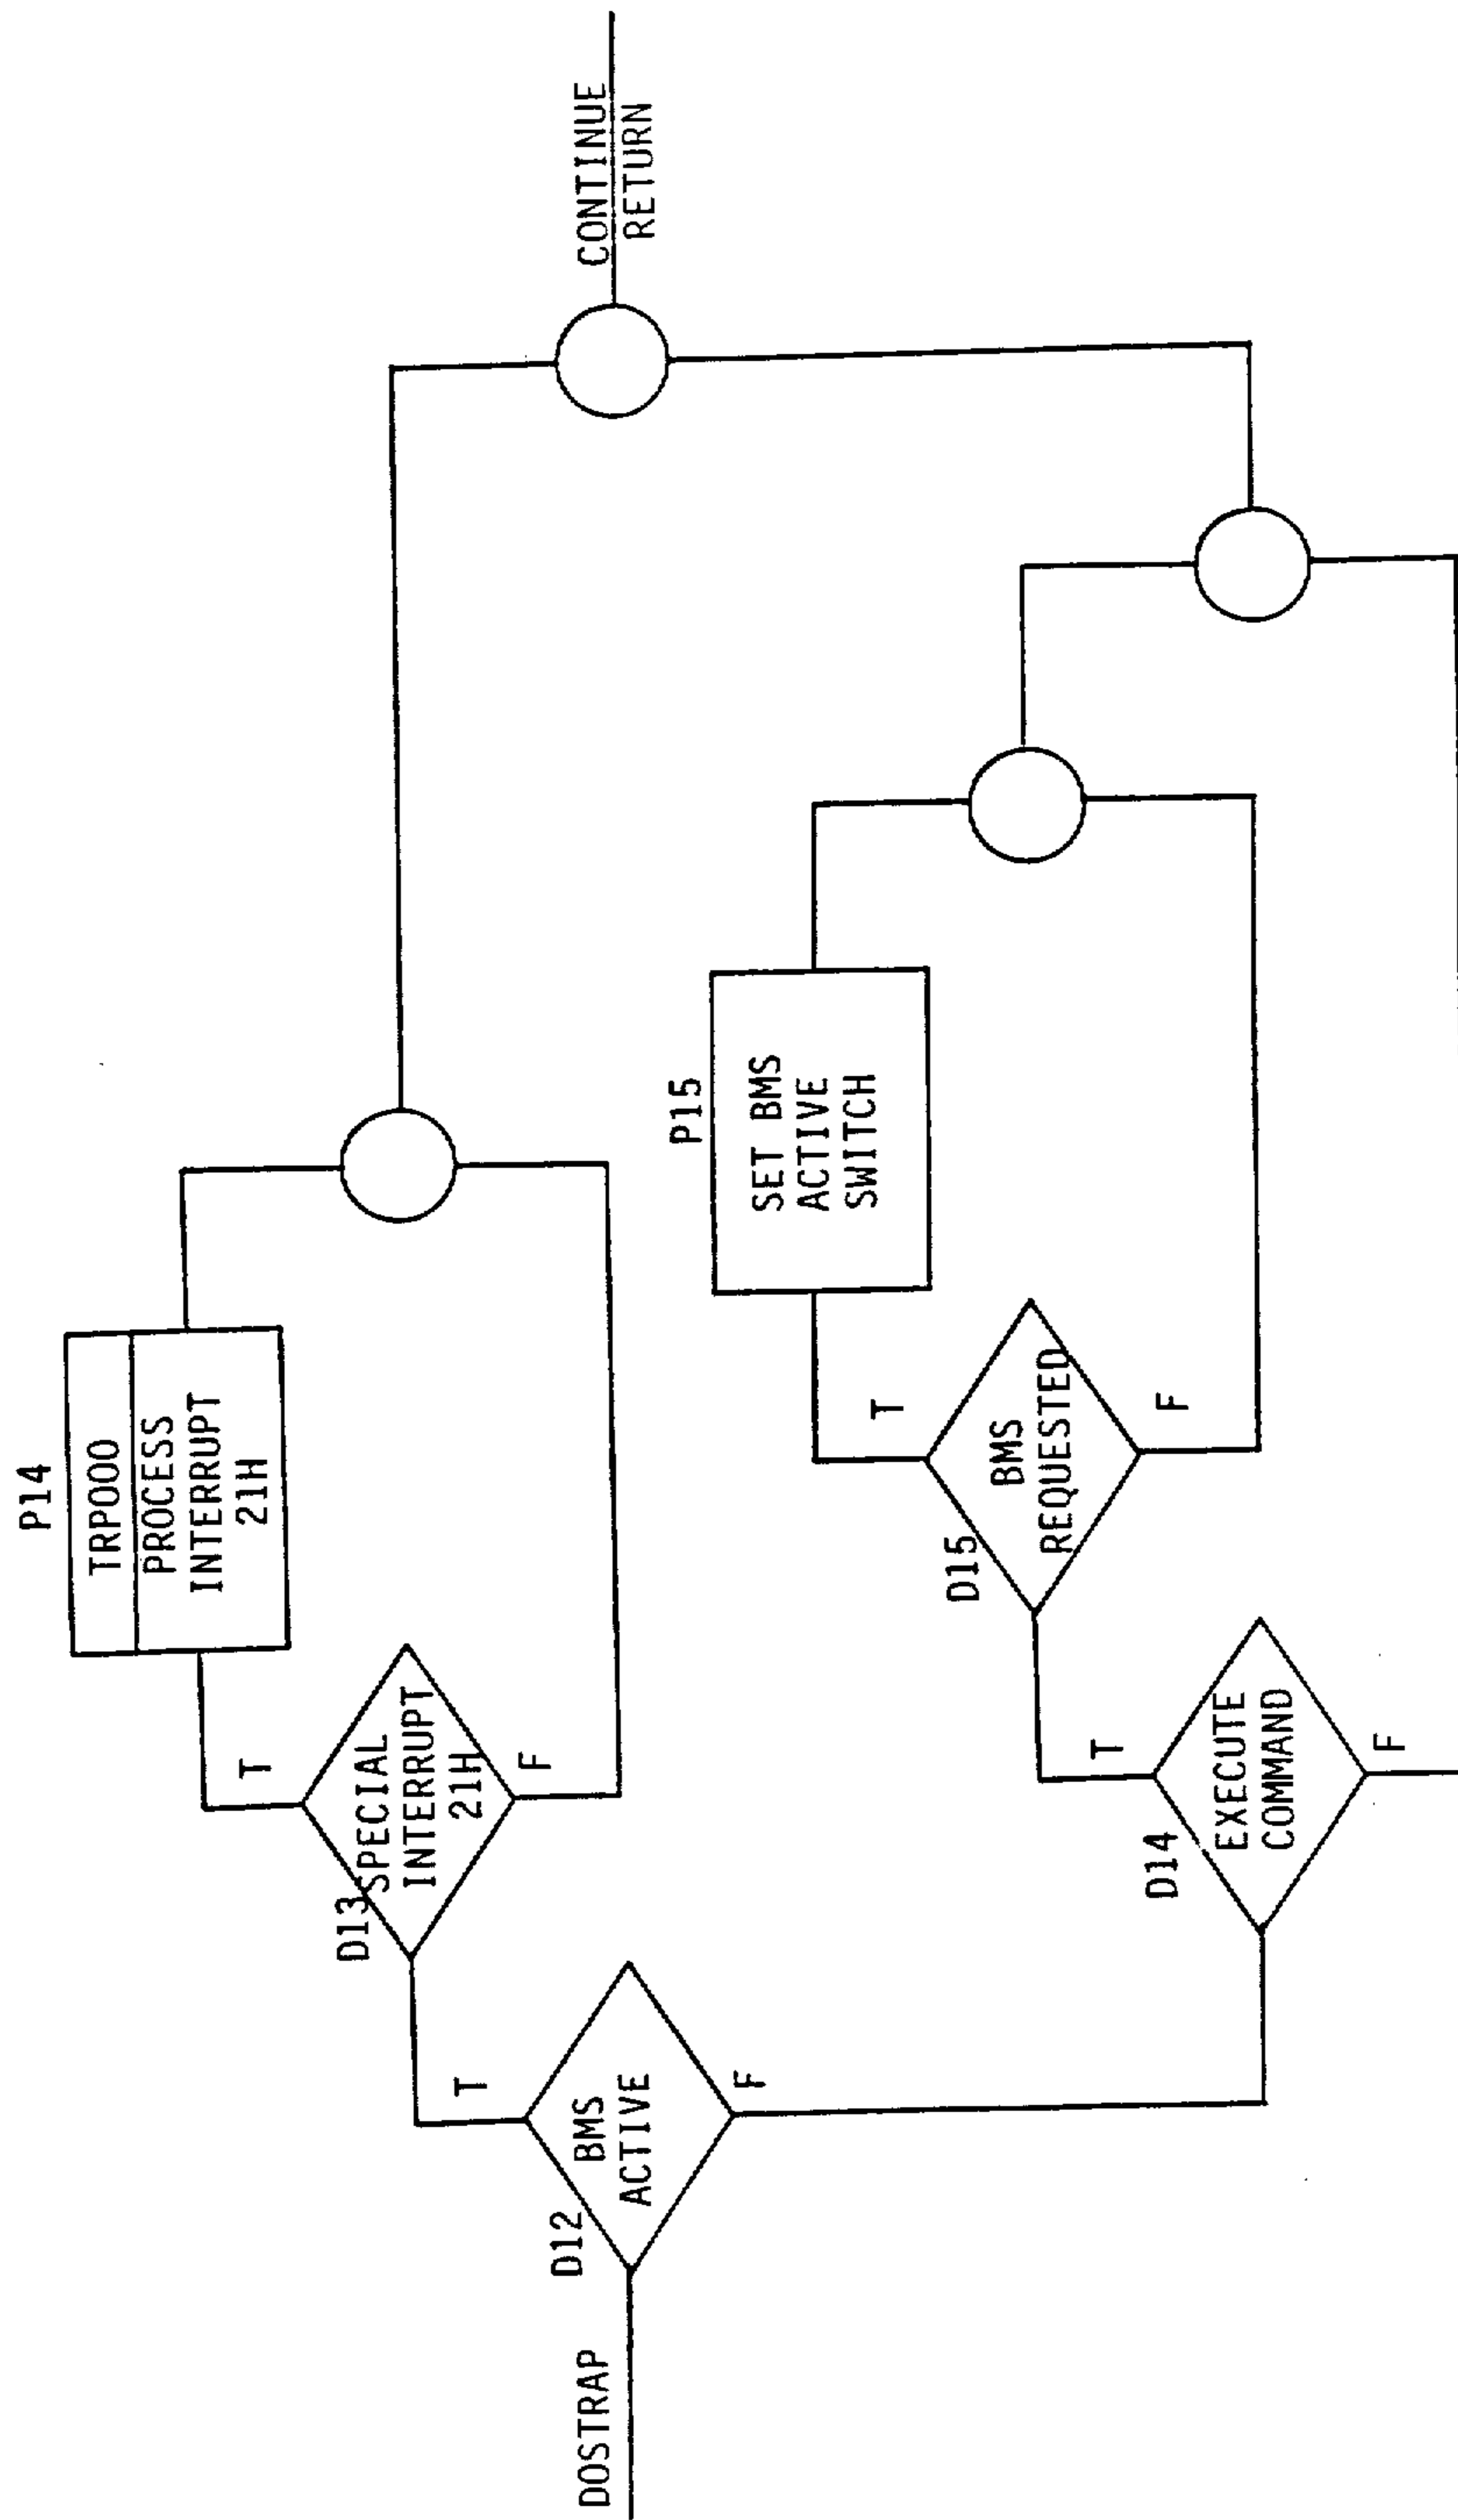 DOSTRAP
D12
BMS
ACTIVE
T
F
D13
SPECIAL
INTERRUPT
21H
T
F
P14
TRP000
PROCESS
INTERRUPT
21H
D14
EXECUTE
COMMAND
T
F
D15
BMS
REQUESTED
T
F
P15
SET BMS
ACTIVE
SWITCH
CONTINUE
RETURN